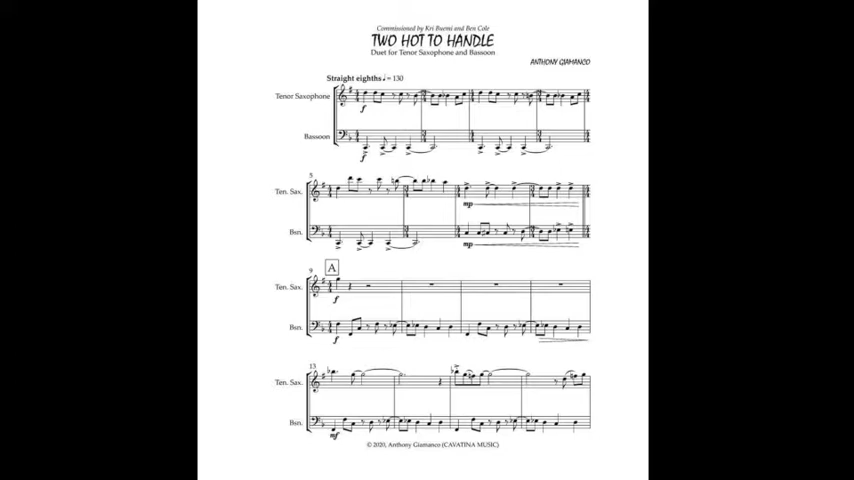 Commissioned by Kri Buemi and Ben Cole
TWO HOT TO HANDLE
Duet for Tenor Saxophone and Bassoon
ANTHONY GIAMANCO
Straight eighths ♩ = 130
Tenor Saxophone
f
Bassoon
f
5
Ten. Sax.
mp
Bsn.
mp
A
9
Ten. Sax.
f
Bsn.
f
13
Ten. Sax.
Bsn.
mf
© 2020, Anthony Giamanco (CAVATINA MUSIC)